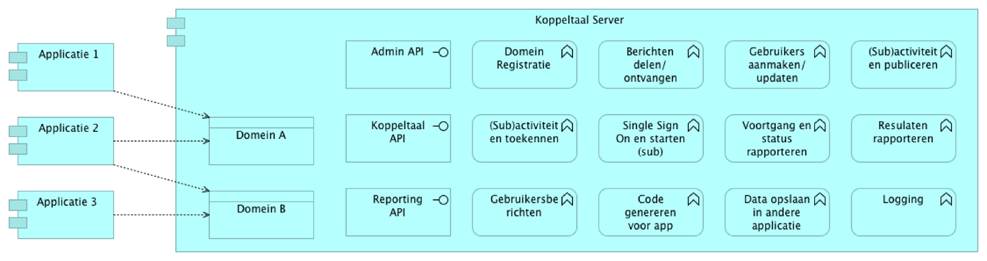 Koppeltaal Server
Applicatie 1
Admin API
Domein
Registratie
Berichten
delen/
ontvangen
Gebruikers
aanmaken/
updaten
(Sub)activiteit
en publiceren
Applicatie 2
Domein A
Koppeltaal
API
(Sub)activiteit
en toekennen
Single Sign
On en starten
(sub)
Voortgang en
status
rapporteren
Resulaten
rapporteren
Applicatie 3
Domein B
Reporting
API
Gebruikersbe
richten
Code
genereren
voor app
Data opslaan
in andere
applicatie
Logging